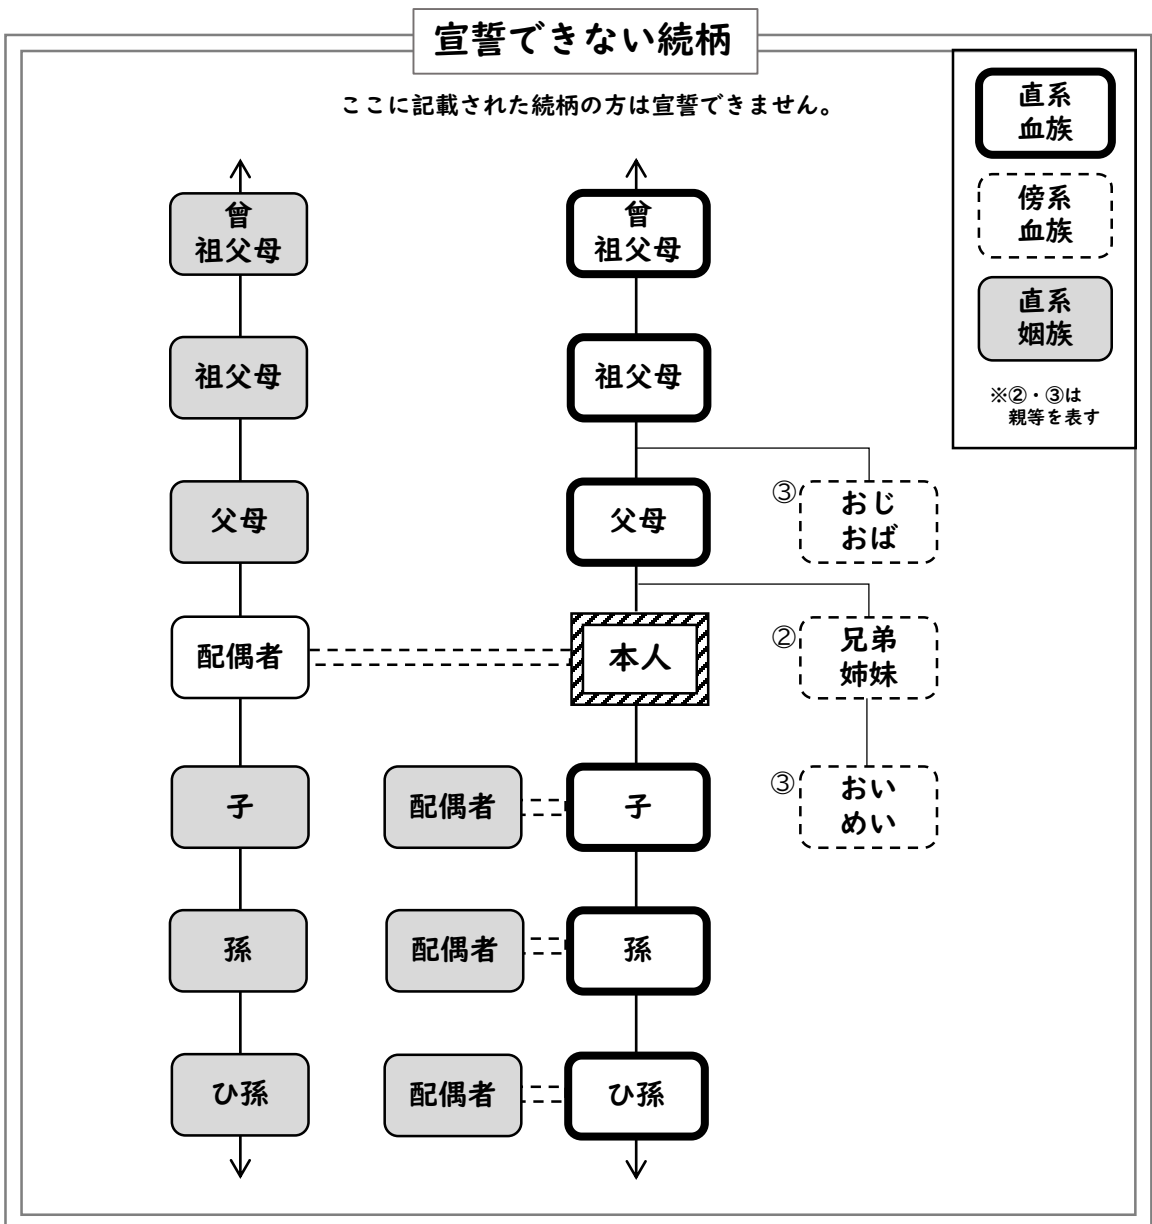 宣誓できない続柄
ここに記載された続柄の方は宣誓できません。
直系
血族
傍系
血族
直系
姻族
※②・③は
親等を表す
曾
祖父母
曾
祖父母
祖父母
祖父母
父母
父母
③
おじ
おば
配偶者
本人
②
兄弟
姉妹
子
配偶者
子
③
おい
めい
孫
配偶者
孫
ひ孫
配偶者
ひ孫